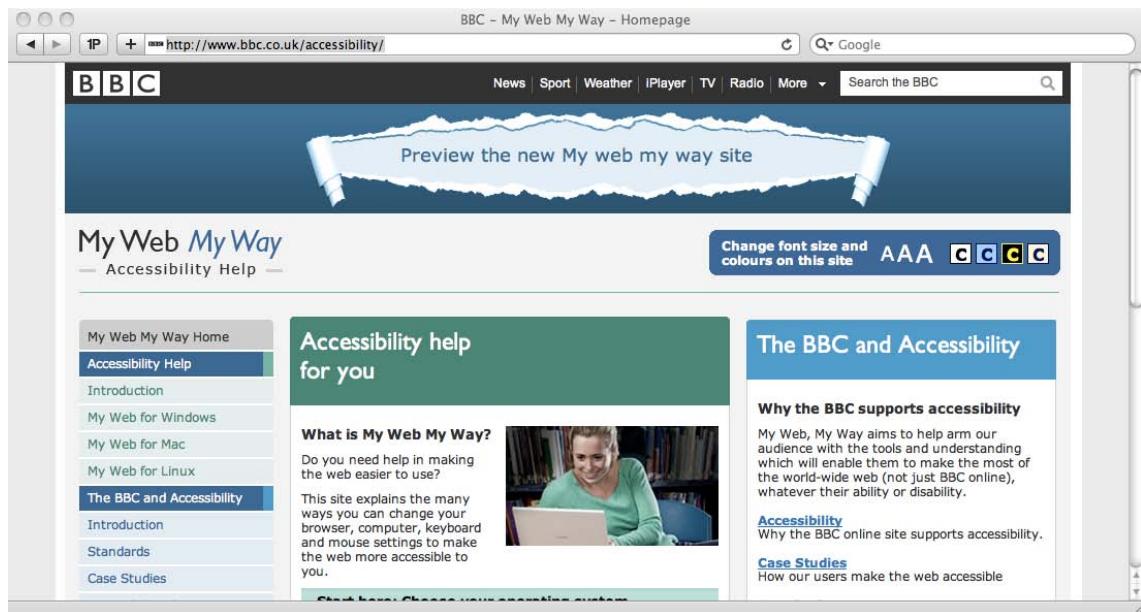 BBC – My Web My Way – Homepage
1P
+
http://www.bbc.co.uk/accessibility/
Google
BBC
News
Sport
Weather
iPlayer
TV
Radio
More
Search the BBC
Preview the new My web my way site
My Web My Way
Accessibility Help
Change font size and
colours on this site
AAA
C C C C
My Web My Way Home
Accessibility Help
Introduction
My Web for Windows
My Web for Mac
My Web for Linux
The BBC and Accessibility
Introduction
Standards
Case Studies
Accessibility help
for you
What is My Web My Way?
Do you need help in making
the web easier to use?
This site explains the many
ways you can change your
browser, computer, keyboard
and mouse settings to make
the web more accessible to
you.
Start here: Choose your operating system
The BBC and Accessibility
Why the BBC supports accessibility
My Web, My Way aims to help arm our
audience with the tools and understanding
which will enable them to make the most of
the world-wide web (not just BBC online),
whatever their ability or disability.
Accessibility
Why the BBC online site supports accessibility.
Case Studies
How our users make the web accessible